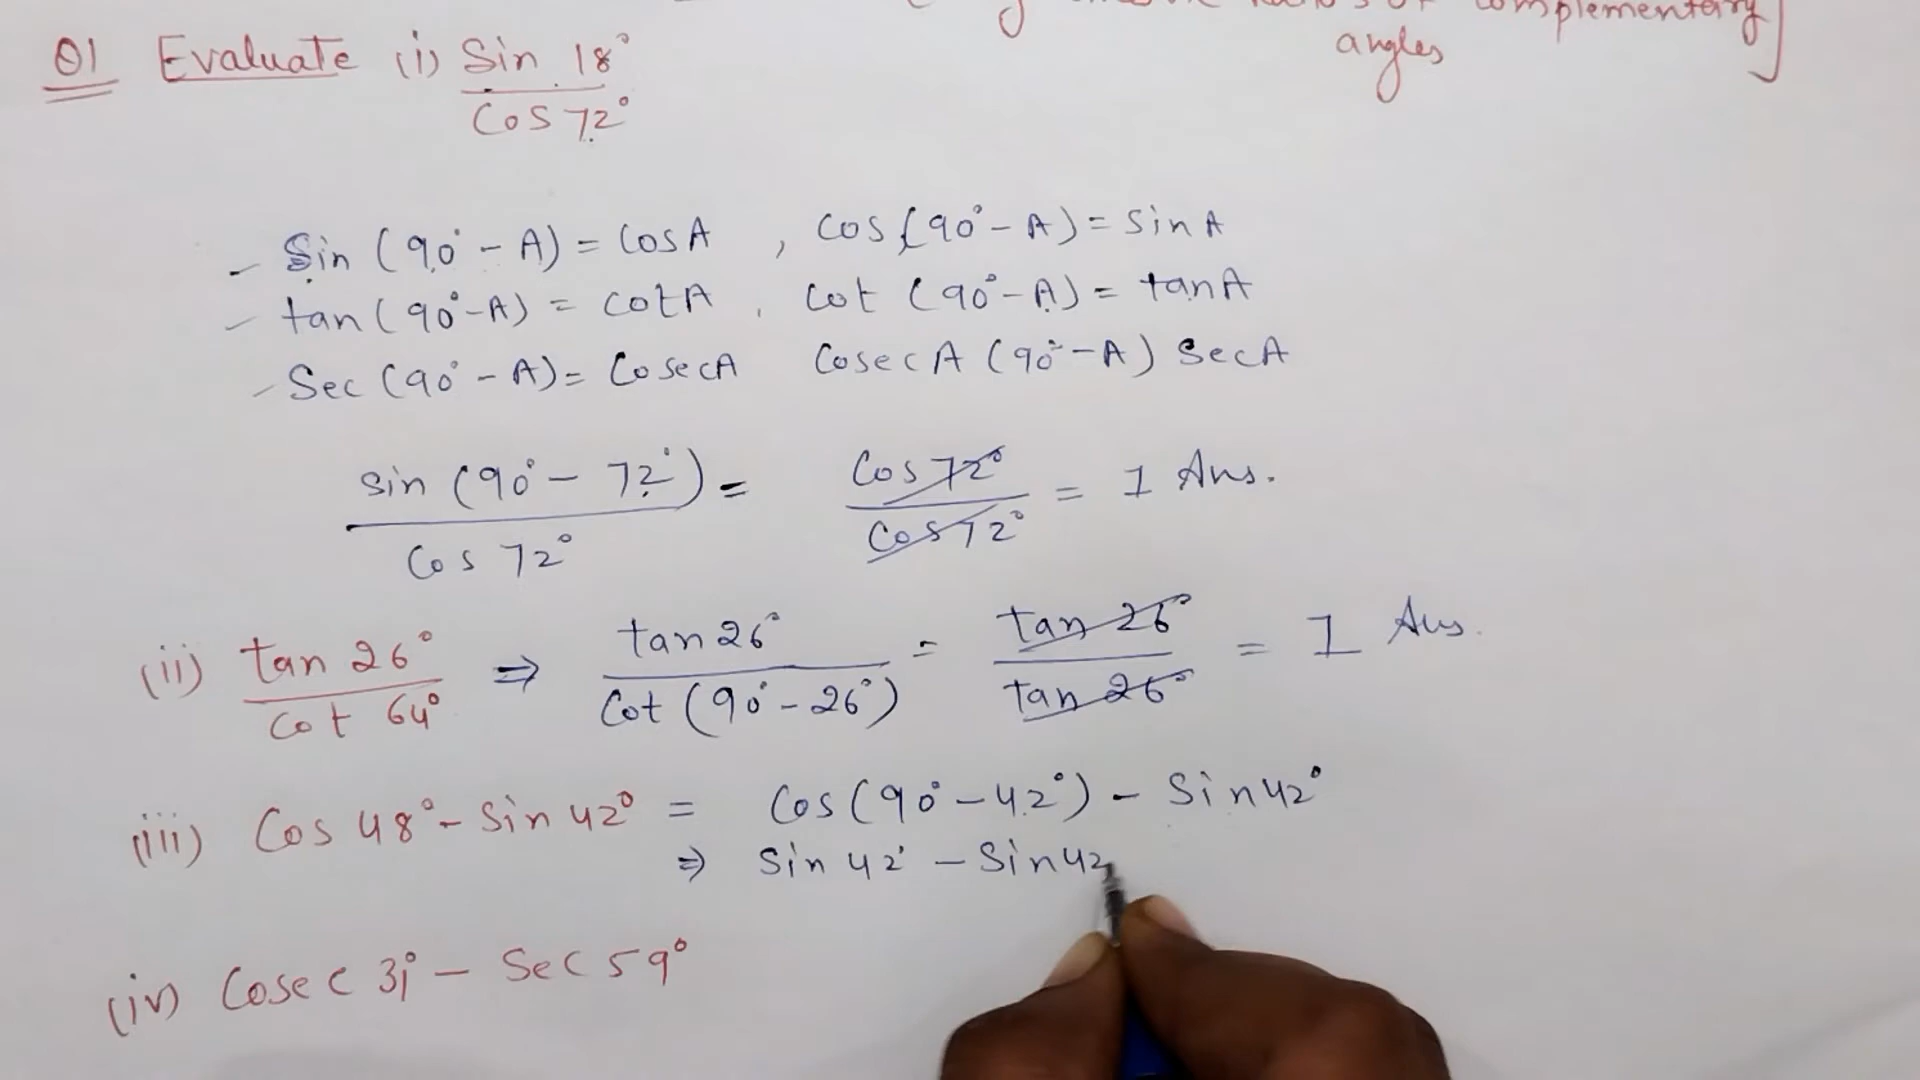 complementary
angles]
Q1 Evaluate (i) Sin 18° / Cos 72°
- Sin (90° - A) = Cos A , Cos (90° - A) = Sin A
- tan (90° - A) = Cot A , Cot (90° - A) = tan A
- Sec (90° - A) = Cosec A Cosec A (90° - A) Sec A
sin (90° - 72°) / Cos 72° = Cos 72° / Cos 72° = 1 Ans.
(ii) tan 26° / Cot 64° ⇒ tan 26° / Cot (90° - 26°) = tan 26° / tan 26° = 1 Ans.
(iii) Cos 48° - Sin 42° = Cos (90° - 42°) - Sin 42°
⇒ Sin 42° - Sin 42
(iv) Cosec 31° - Sec 59°